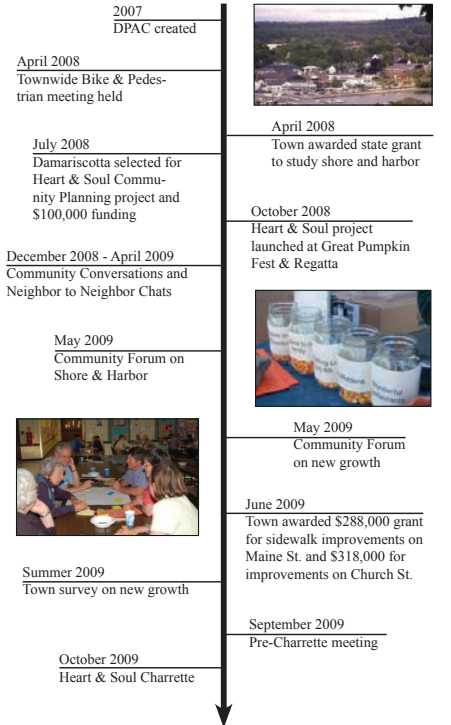 2007
DPAC created
April 2008
Townwide Bike & Pedes-
trian meeting held
April 2008
Town awarded state grant
to study shore and harbor
July 2008
Damariscotta selected for
Heart & Soul Commu-
nity Planning project and
$100,000 funding
October 2008
Heart & Soul project
launched at Great Pumpkin
Fest & Regatta
December 2008 - April 2009
Community Conversations and
Neighbor to Neighbor Chats
May 2009
Community Forum on
Shore & Harbor
May 2009
Community Forum
on new growth
June 2009
Town awarded $288,000 grant
for sidewalk improvements on
Maine St. and $318,000 for
improvements on Church St.
Summer 2009
Town survey on new growth
September 2009
Pre-Charrette meeting
October 2009
Heart & Soul Charrette